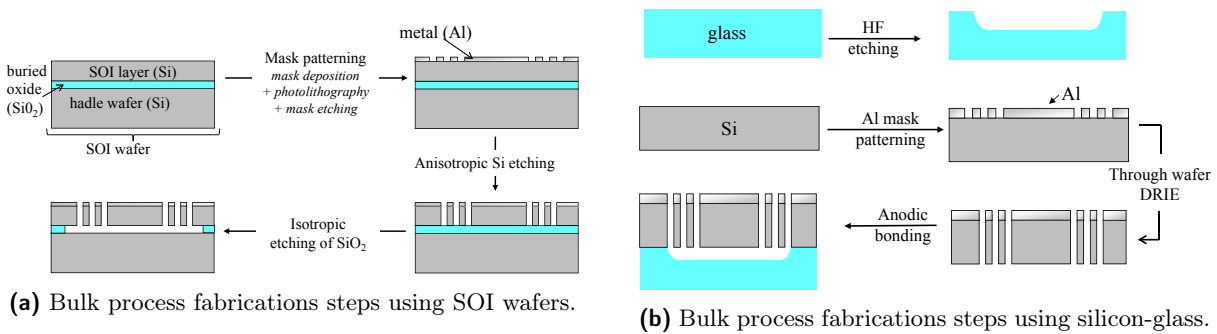 metal (Al)
buried
oxide
(Si0₂)
SOI layer (Si)
hadle wafer (Si)
SOI wafer
Mask patterning
mask deposition
+ photolithography
+ mask etching
Anisotropic Si etching
Isotropic
etching of SiO₂
(a) Bulk process fabrications steps using SOI wafers.
glass
HF
etching
Si
Al mask
patterning
Al
Through wafer
DRIE
Anodic
bonding
(b) Bulk process fabrications steps using silicon-glass.